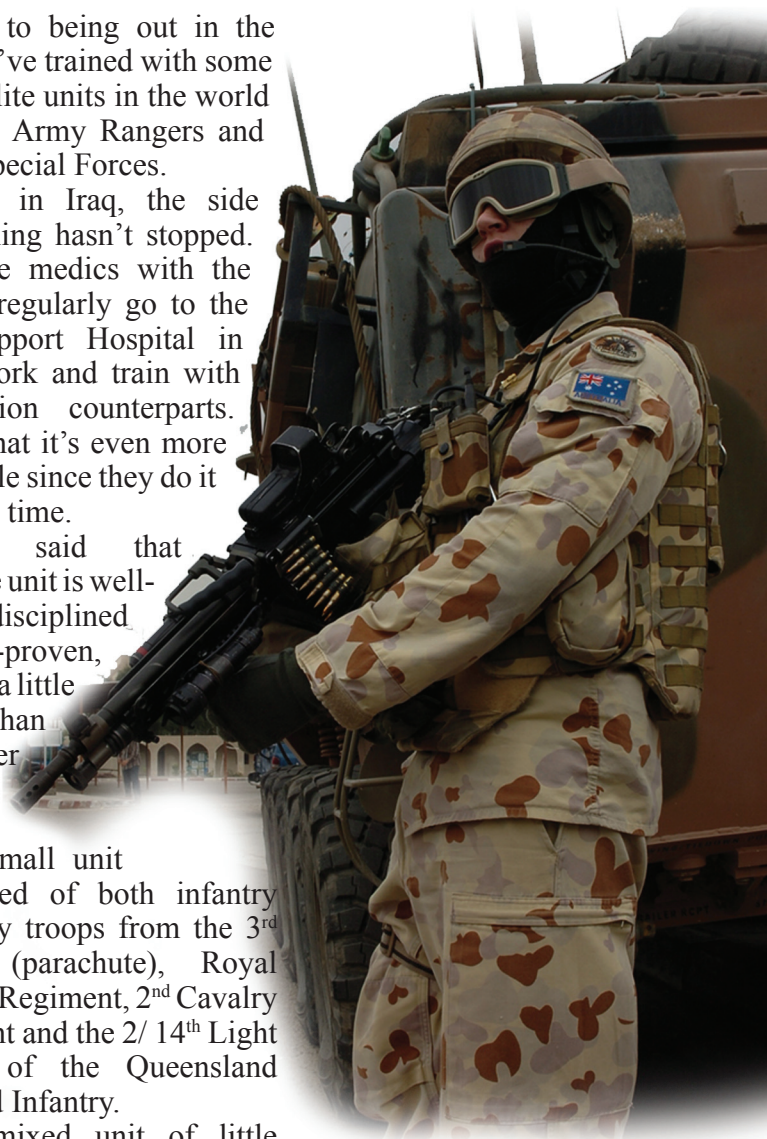 to being out in the
've trained with some
lite units in the world
Army Rangers and
pecial Forces.
in Iraq, the side
ing hasn't stopped.
e medics with the
regularly go to the
pport Hospital in
ork and train with
ion counterparts.
hat it's even more
le since they do it
time.
said that
e unit is well-
disciplined
-proven,
a little
han
er
mall unit
ed of both infantry
y troops from the 3rd
(parachute), Royal
Regiment, 2nd Cavalry
nt and the 2/ 14th Light
of the Queensland
d Infantry.
mixed unit of little
AUSTRALIA